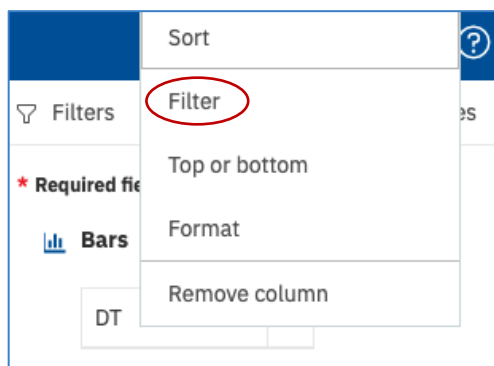 Sort
?
Filters
Filter
es
* Required fie
Top or bottom
Bars
Format
Remove column
DT